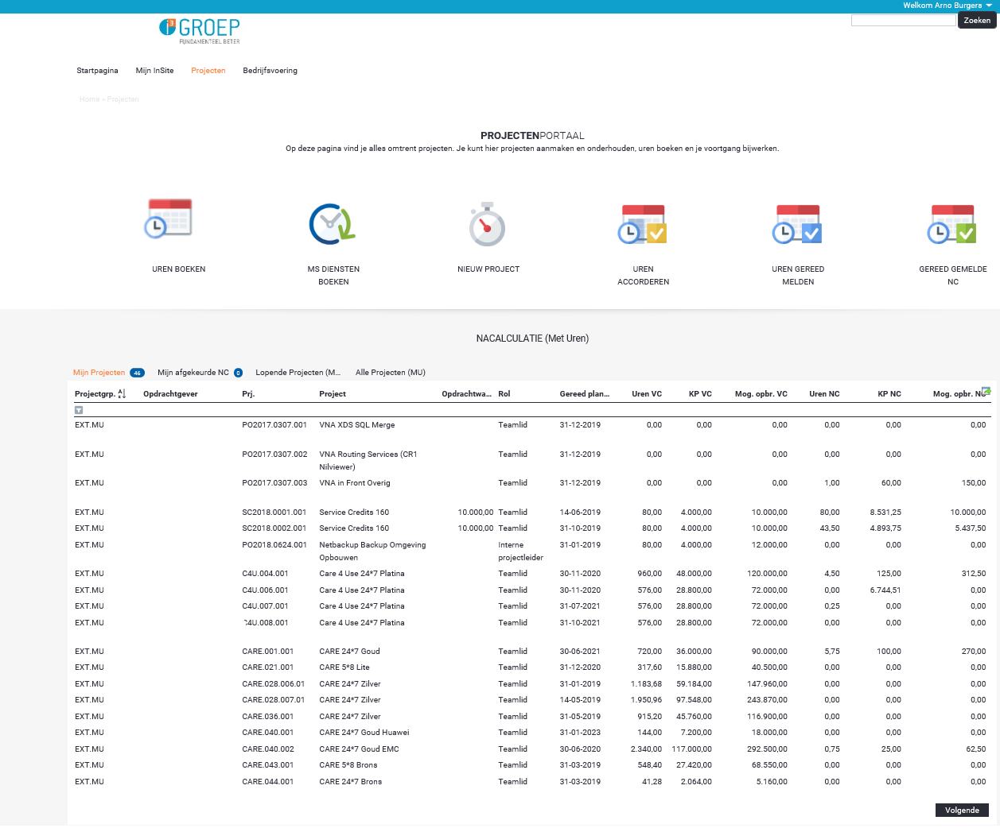 Welkom Arno Burgers
Zoeken
i3 GROEP
FUNDAMENTEEL BETER
Startpagina Mijn InSite Projecten Bedrijfsvoering
Home » Projecten
PROJECTENPORTAAL
Op deze pagina vind je alles omtrent projecten. Je kunt hier projecten aanmaken en onderhouden, uren boeken en je voortgang bijwerken.
UREN BOEKEN MS DIENSTEN NIEUW PROJECT UREN UREN GEREED GEREED GEMELDE
BOEKEN ACCORDEREN MELDEN NC
NACALCULATIE (Met Uren)
Mijn Projecten 46 Mijn afgekeurde NC 0 Lopende Projecten (M... Alle Projecten (MU)
Projectgrp. Opdrachtgever Prj. Project Opdrachtwa... Rol Gereed plan... Uren VC KP VC Mog. opbr. VC Uren NC KP NC Mog. opbr. NC
EXT.MU PO2017.0307.001 VNA XDS SQL Merge Teamlid 31-12-2019 0,00 0,00 0,00 0,00 0,00 0,00
EXT.MU PO2017.0307.002 VNA Routing Services (CR1 Teamlid 31-12-2019 0,00 0,00 0,00 0,00 0,00 0,00
Nilviewer)
EXT.MU PO2017.0307.003 VNA in Front Overig Teamlid 31-12-2019 0,00 0,00 0,00 1,00 60,00 150,00
EXT.MU SC2018.0001.001 Service Credits 160 10.000,00 Teamlid 14-06-2019 80,00 4.000,00 10.000,00 80,00 8.531,25 10.000,00
EXT.MU SC2018.0002.001 Service Credits 160 10.000,00 Teamlid 31-10-2019 80,00 4.000,00 10.000,00 43,50 4.893,75 5.437,50
EXT.MU PO2018.0624.001 Netbackup Backup Omgeving Interne 31-01-2019 80,00 4.000,00 12.000,00 0,00 0,00 0,00
Opbouwen projectleider
EXT.MU C4U.004.001 Care 4 Use 24*7 Platina Teamlid 30-11-2020 960,00 48.000,00 120.000,00 4,50 125,00 312,50
EXT.MU C4U.006.001 Care 4 Use 24*7 Platina Teamlid 30-11-2020 576,00 28.800,00 72.000,00 0,00 6.744,51 0,00
EXT.MU C4U.007.001 Care 4 Use 24*7 Platina Teamlid 31-07-2021 576,00 28.800,00 72.000,00 0,25 0,00 0,00
EXT.MU C4U.008.001 Care 4 Use 24*7 Platina Teamlid 31-10-2021 576,00 28.800,00 72.000,00 0,00 0,00 0,00
EXT.MU CARE.001.001 CARE 24*7 Goud Teamlid 30-06-2021 720,00 36.000,00 90.000,00 5,75 100,00 270,00
EXT.MU CARE.021.001 CARE 5*8 Lite Teamlid 31-12-2020 317,60 15.880,00 40.500,00 0,00 0,00 0,00
EXT.MU CARE.028.006.01 CARE 24*7 Zilver Teamlid 31-01-2019 1.183,68 59.184,00 147.960,00 0,00 0,00 0,00
EXT.MU CARE.028.007.01 CARE 24*7 Zilver Teamlid 14-05-2019 1.950,96 97.548,00 243.870,00 0,00 0,00 0,00
EXT.MU CARE.036.001 CARE 24*7 Zilver Teamlid 31-05-2019 915,20 45.760,00 116.900,00 0,00 0,00 0,00
EXT.MU CARE.040.001 CARE 24*7 Goud Huawei Teamlid 31-01-2023 144,00 7.200,00 18.000,00 0,00 0,00 0,00
EXT.MU CARE.040.002 CARE 24*7 Goud EMC Teamlid 30-06-2020 2.340,00 117.000,00 292.500,00 0,75 25,00 62,50
EXT.MU CARE.043.001 CARE 5*8 Brons Teamlid 31-03-2019 548,40 27.420,00 68.550,00 0,00 0,00 0,00
EXT.MU CARE.044.001 CARE 24*7 Brons Teamlid 31-03-2019 41,28 2.064,00 5.160,00 0,00 0,00 0,00
Volgende